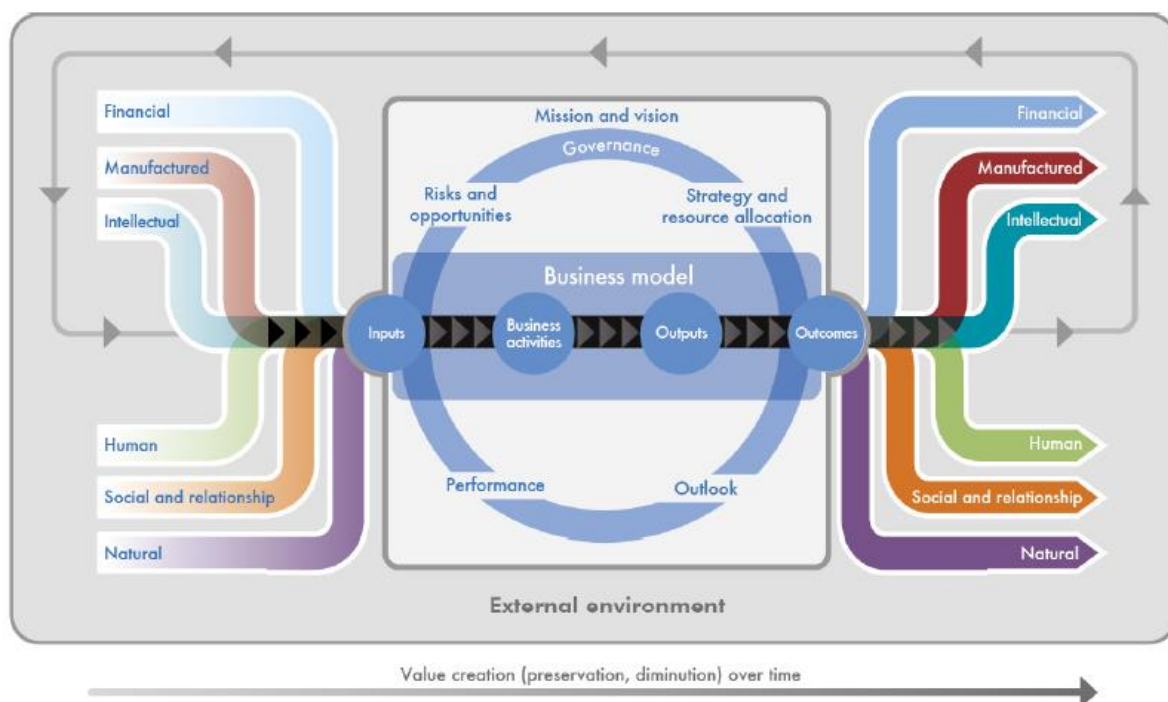 Financial
Manufactured
Intellectual
Human
Social and relationship
Natural
Mission and vision
Governance
Risks and
opportunities
Strategy and
resource allocation
Business model
Inputs
Business
activities
Outputs
Outcomes
Performance
Outlook
Financial
Manufactured
Intellectual
Human
Social and relationship
Natural
External environment
Value creation (preservation, diminution) over time